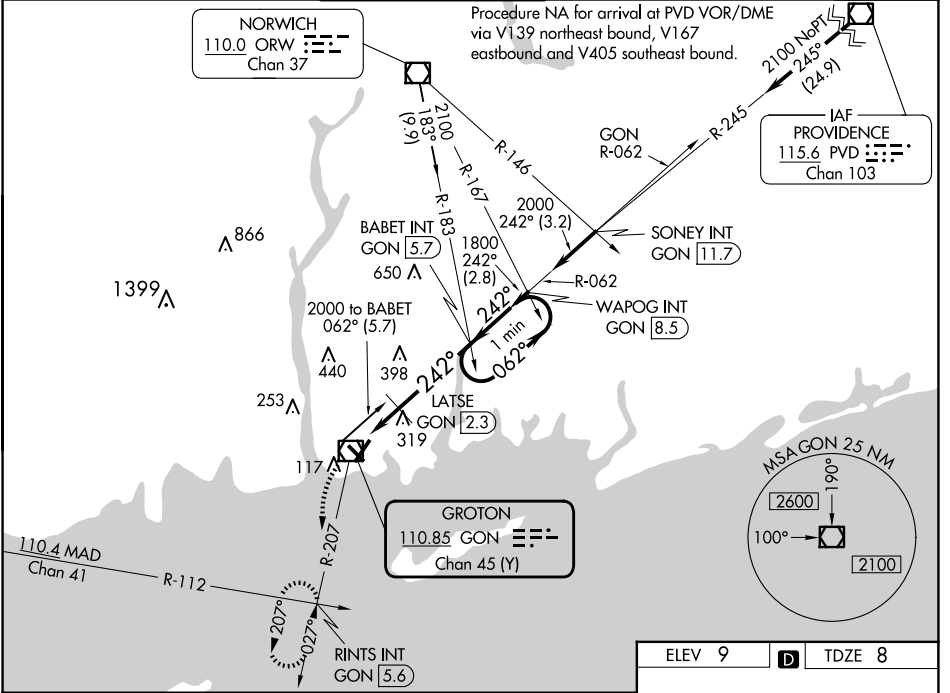 NORWICH
110.0 ORW
Chan 37
Procedure NA for arrival at PVD VOR/DME
via V139 northeast bound, V167
eastbound and V405 southeast bound.
2100 NoPT
245°
(24.9)
R-245
IAF
PROVIDENCE
115.6 PVD
Chan 103
2100
183°
(9.9)
R-183
R-167
R-146
GON
R-062
2000
242° (3.2)
SONEY INT
GON 11.7
BABET INT
GON 5.7
1800
242°
(2.8)
R-062
WAPOG INT
GON 8.5
866
650
1399
2000 to BABET
062° (5.7)
242°
1 min
062°
242°
440
398
253
LATSE
GON 2.3
319
117
GROTON
110.85 GON
Chan 45 (Y)
R-207
110.4 MAD
Chan 41
R-112
207°
027°
RINTS INT
GON 5.6
MSA GON 25 NM
190°
2600
100°
2100
ELEV 9 D TDZE 8